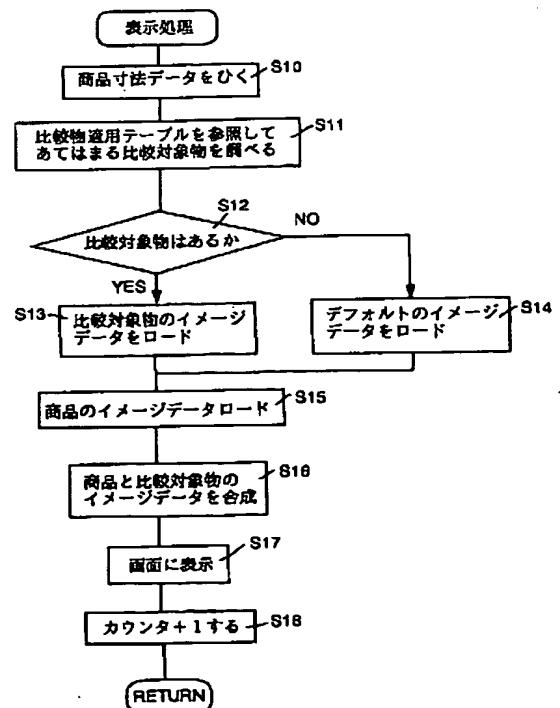 表示処理
商品寸法データをひく
S10
比較物適用テーブルを参照して
あてはまる比較対象物を調べる
S11
S12
比較対象物はあるか
NO
YES
S13
比較対象物のイメージ
データをロード
デフォルトのイメージ
データをロード
S14
商品のイメージデータロード
S15
商品と比較対象物の
イメージデータを合成
S16
画面に表示
S17
カウンタ+1する
S18
RETURN